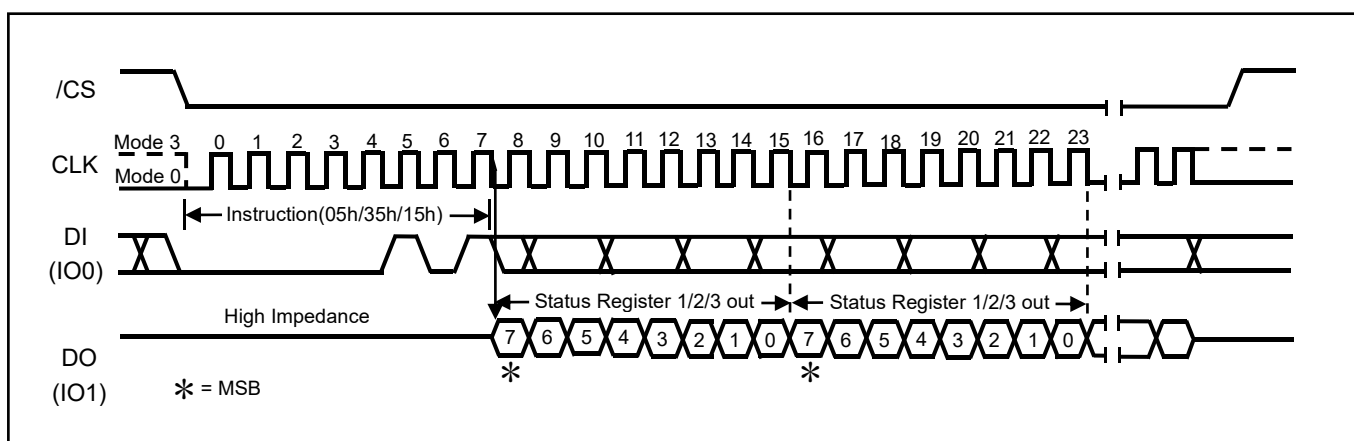 /CS
Mode 3
CLK
Mode 0
0 1 2 3 4 5 6 7 8 9 10 11 12 13 14 15 16 17 18 19 20 21 22 23
Instruction(05h/35h/15h)
DI
(IO0)
Status Register 1/2/3 out Status Register 1/2/3 out
High Impedance
DO
(IO1)
7 6 5 4 3 2 1 0 7 6 5 4 3 2 1 0
* *
* = MSB